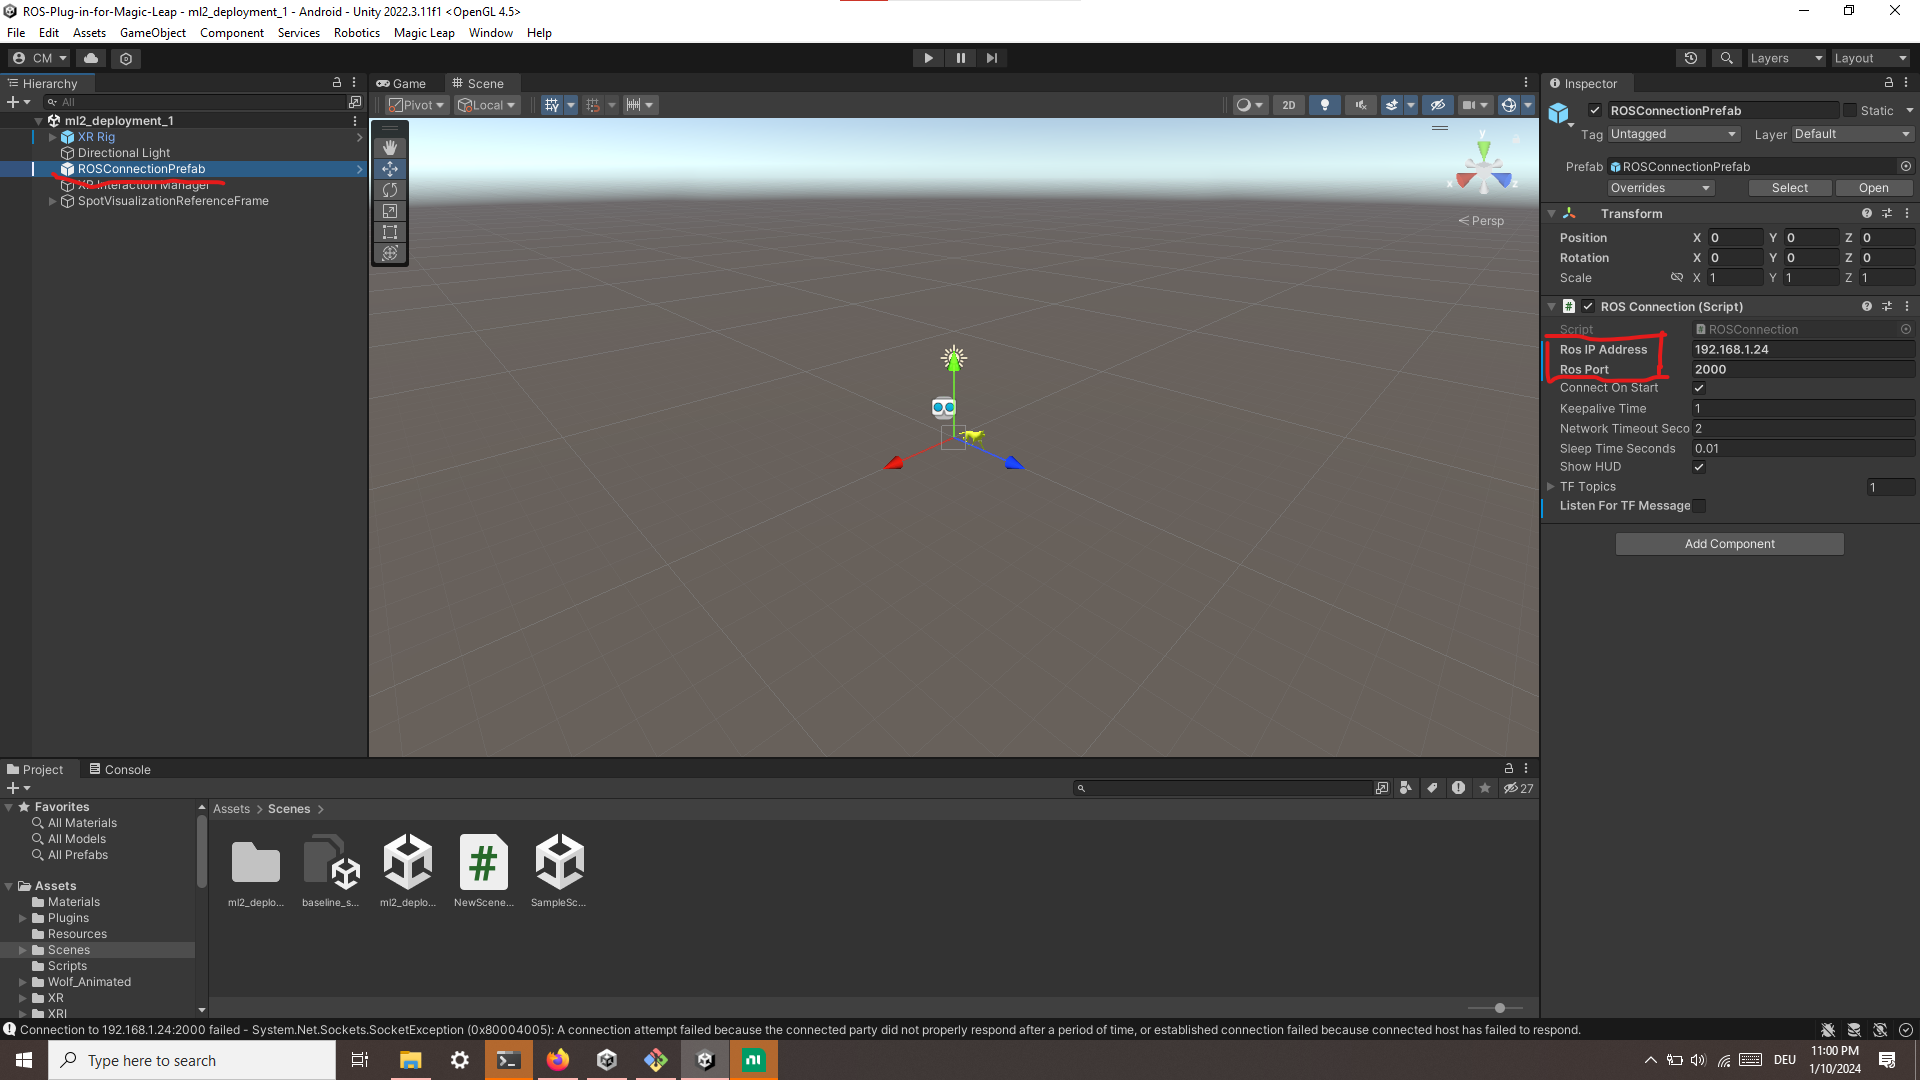 ROS-Plug-in-for-Magic-Leap - ml2_deployment_1 - Android - Unity 2022.3.11f1 <OpenGL 4.5>
File Edit Assets GameObject Component Services Robotics Magic Leap Window Help
CM Layers Layout
Hierarchy
All
ml2_deployment_1
XR Rig
Directional Light
ROSConnectionPrefab
XR Interaction Manager
SpotVisualizationReferenceFrame
Game Scene
Pivot Local 2D
y
x z
Persp
Inspector
ROSConnectionPrefab Static
Tag Untagged Layer Default
Prefab ROSConnectionPrefab
Overrides Select Open
Transform
Position X 0 Y 0 Z 0
Rotation X 0 Y 0 Z 0
Scale X 1 Y 1 Z 1
# ROS Connection (Script)
Script ROSConnection
Ros IP Address 192.168.1.24
Ros Port 2000
Connect On Start
Keepalive Time 1
Network Timeout Seco 2
Sleep Time Seconds 0.01
Show HUD
TF Topics 1
Listen For TF Message
Add Component
Project Console
27
Favorites
All Materials
All Models
All Prefabs
Assets
Materials
Plugins
Resources
Scenes
Scripts
Wolf_Animated
XR
XRI
Assets > Scenes >
ml2_deplo... baseline_s... ml2_deplo... NewScene... SampleSc...
Connection to 192.168.1.24:2000 failed - System.Net.Sockets.SocketException (0x80004005): A connection attempt failed because the connected party did not properly respond after a period of time, or established connection failed because connected host has failed to respond.
Type here to search
DEU
11:00 PM
1/10/2024